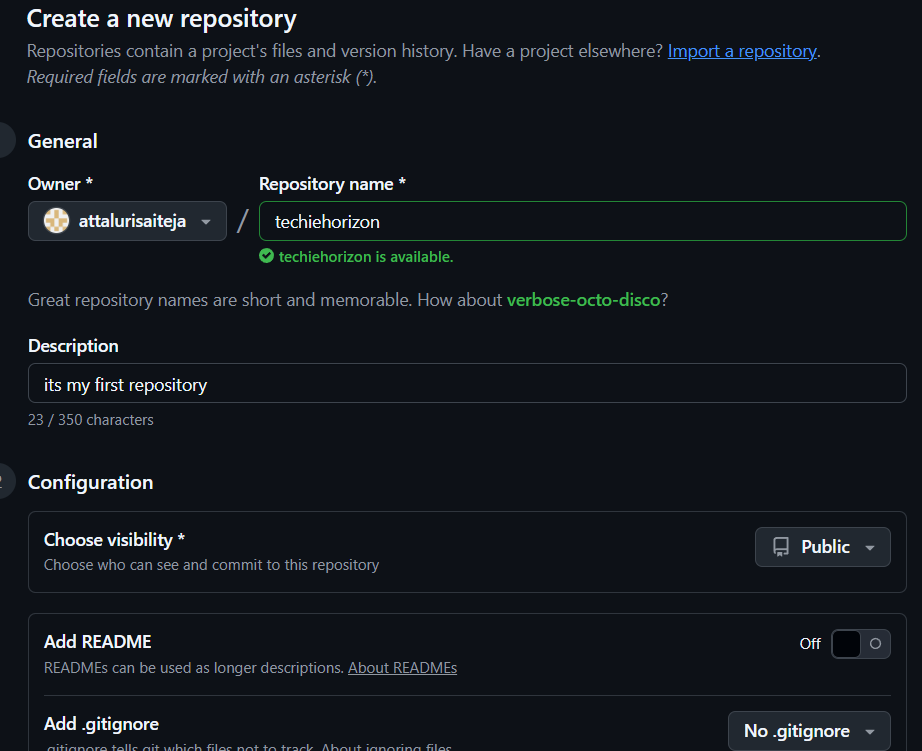 Create a new repository
Repositories contain a project's files and version history. Have a project elsewhere? Import a repository.
Required fields are marked with an asterisk (*).
General
Owner *
Repository name *
attalurisaiteja
/
techiehorizon
techiehorizon is available.
Great repository names are short and memorable. How about verbose-octo-disco?
Description
its my first repository
23 / 350 characters
2
Configuration
Choose visibility *
Choose who can see and commit to this repository
Public
Add README
READMEs can be used as longer descriptions. About READMEs
Off
Add .gitignore
.gitignore tells git which files not to track. About ignoring files
No .gitignore